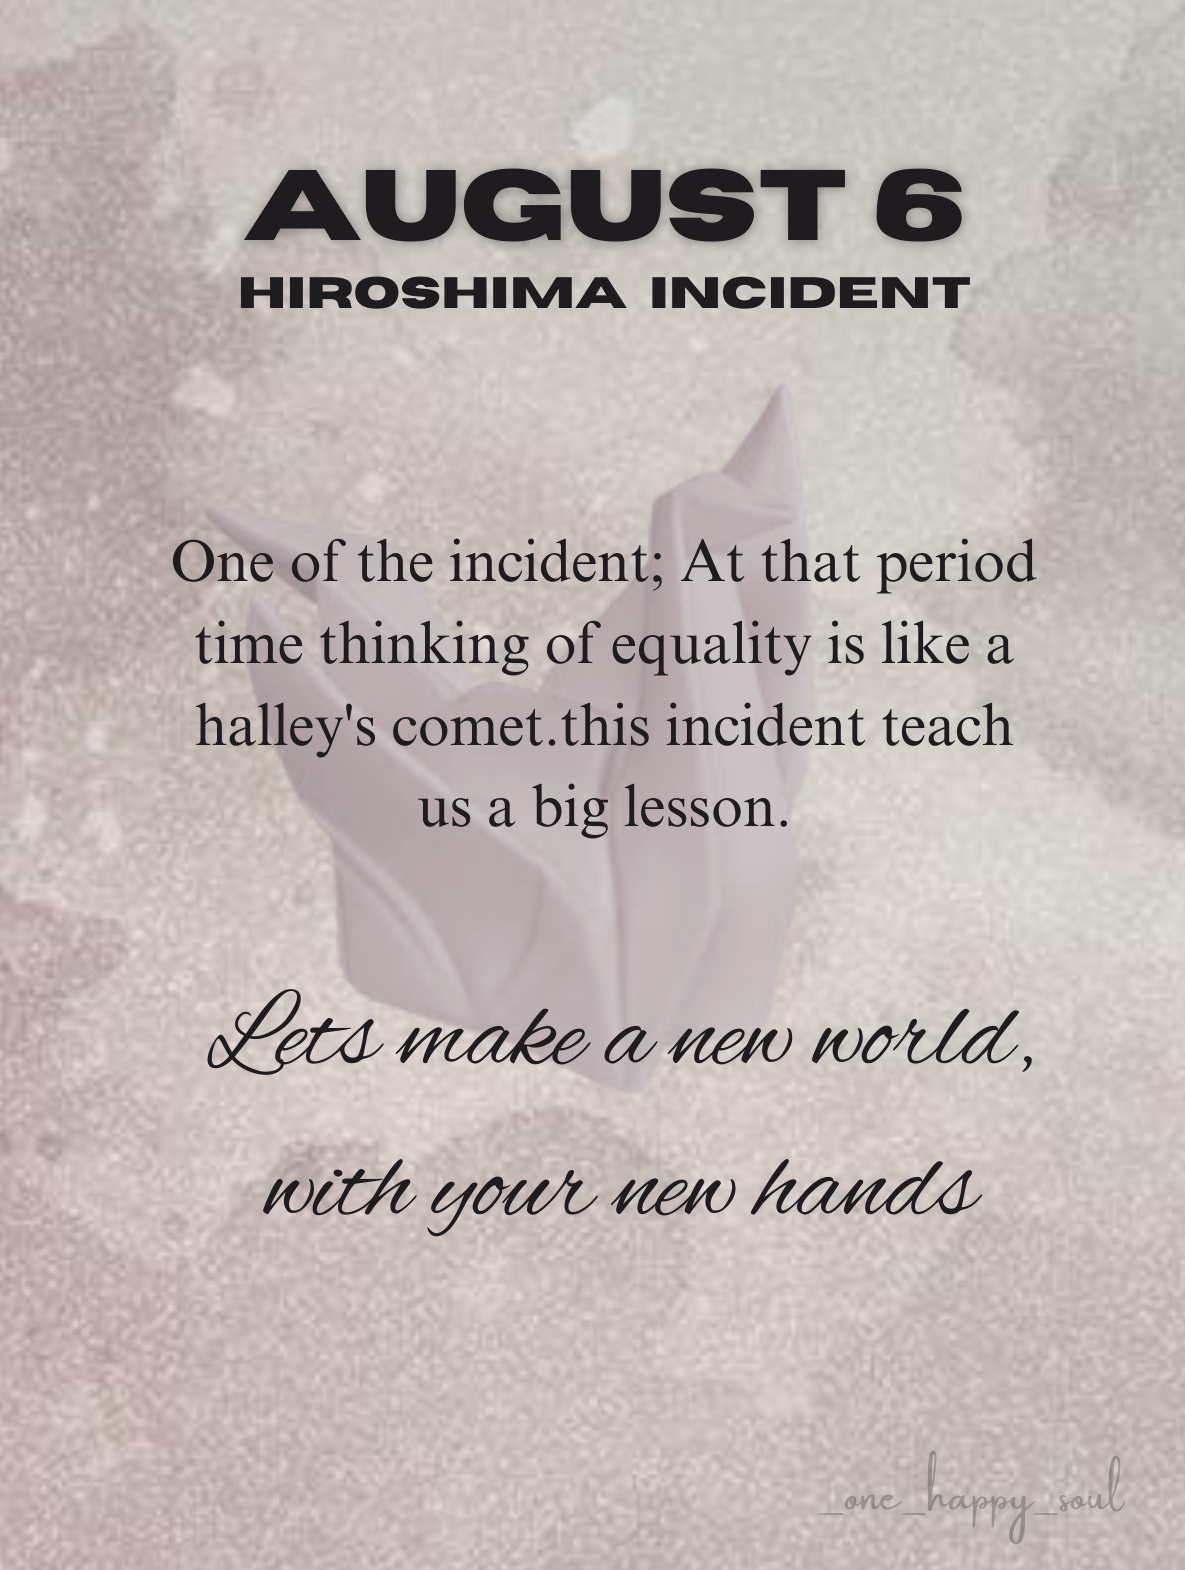 AUGUST 6
HIROSHIMA INCIDENT
One of the incident; At that period
time thinking of equality is like a
halley's comet.this incident teach
us a big lesson.
Lets make a new world,
with your new hands
_one_happy_soul